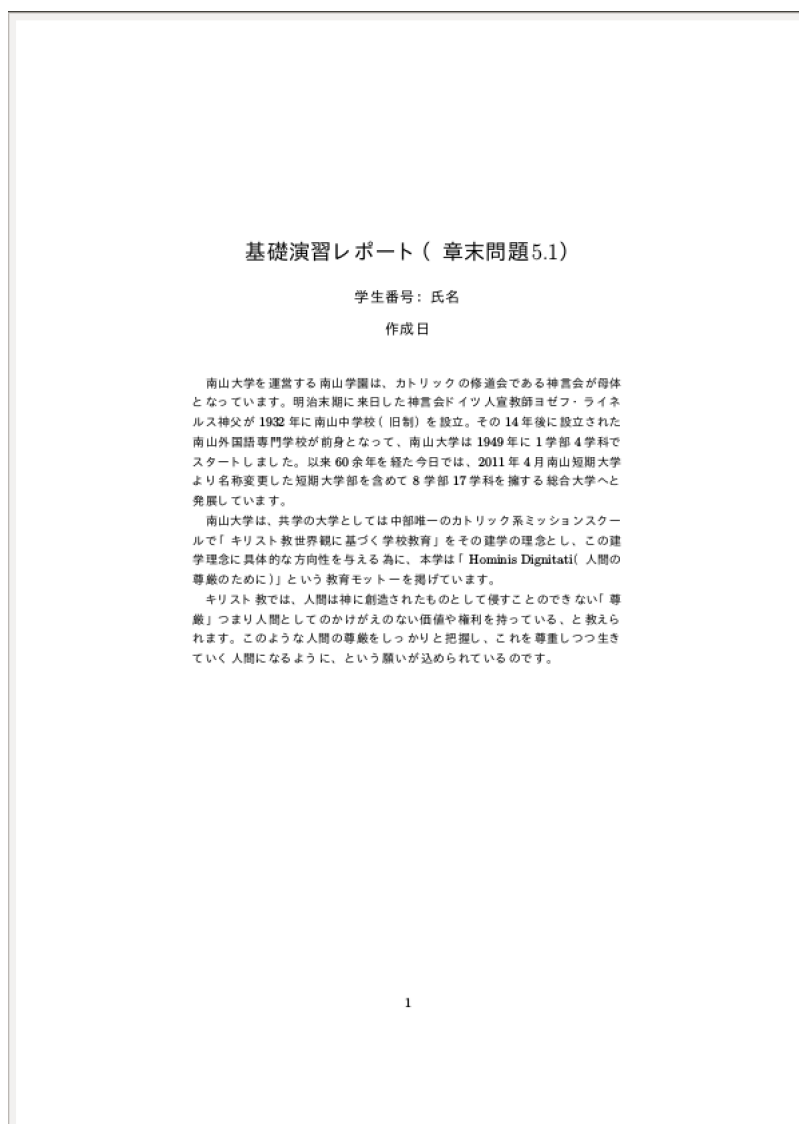 基礎演習レポート(章末問題5.1)
学生番号: 氏名
作成日
南山大学を運営する南山学園は、カトリックの修道会である神言会が母体
となっています。明治末期に来日した神言会ドイツ人宣教師ヨゼフ・ライネ
ルス神父が 1932 年に南山中学校(旧制)を設立。その 14 年後に設立された
南山外国語専門学校が前身となって、南山大学は 1949 年に 1 学部 4 学科で
スタートしました。以来 60 余年を経た今日では、2011 年 4 月南山短期大学
より名称変更した短期大学部を含めて 8 学部 17 学科を擁する総合大学へと
発展しています。
南山大学は、共学の大学としては中部唯一のカトリック系ミッションスクー
ルで「キリスト教世界観に基づく学校教育」をその建学の理念とし、この建
学理念に具体的な方向性を与える為に、本学は「Hominis Dignitati(人間の
尊厳のために)」という教育モットーを掲げています。
キリスト教では、人間は神に創造されたものとして侵すことのできない「尊
厳」つまり人間としてのかけがえのない価値や権利を持っている、と教えら
れます。このような人間の尊厳をしっかりと把握し、これを尊重しつつ生き
ていく人間になるように、という願いが込められているのです。
1